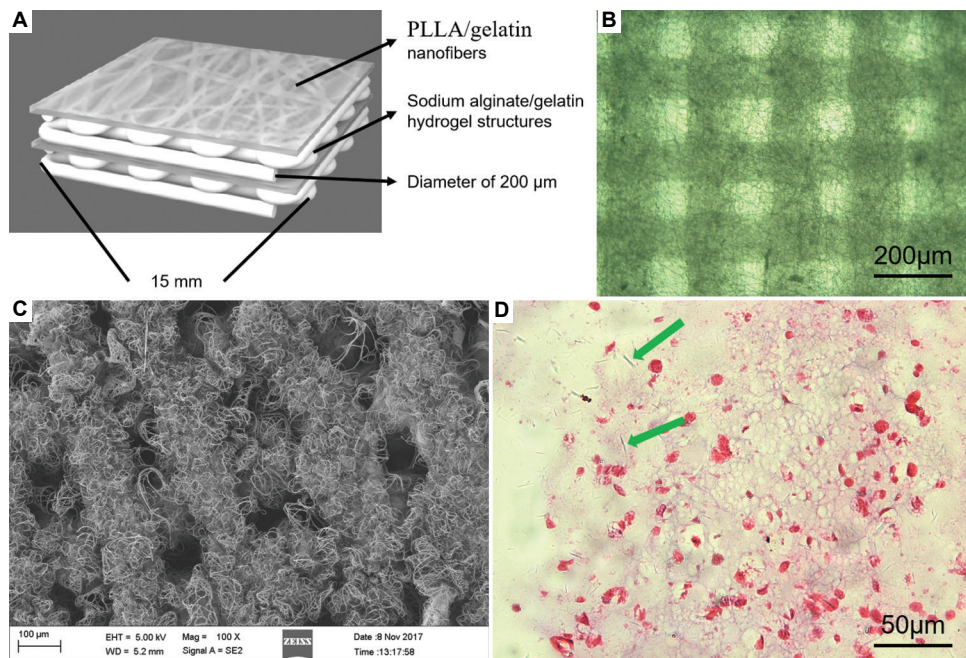 A
PLLA/gelatin
nanofibers
Sodium alginate/gelatin
hydrogel structures
Diameter of 200 µm
15 mm
B
200µm
C
100 µm
EHT = 5.00 kV
Mag = 100 X
WD = 5.2 mm
Signal A = SE2
ZEISS
Date :8 Nov 2017
Time :13:17:58
D
50µm